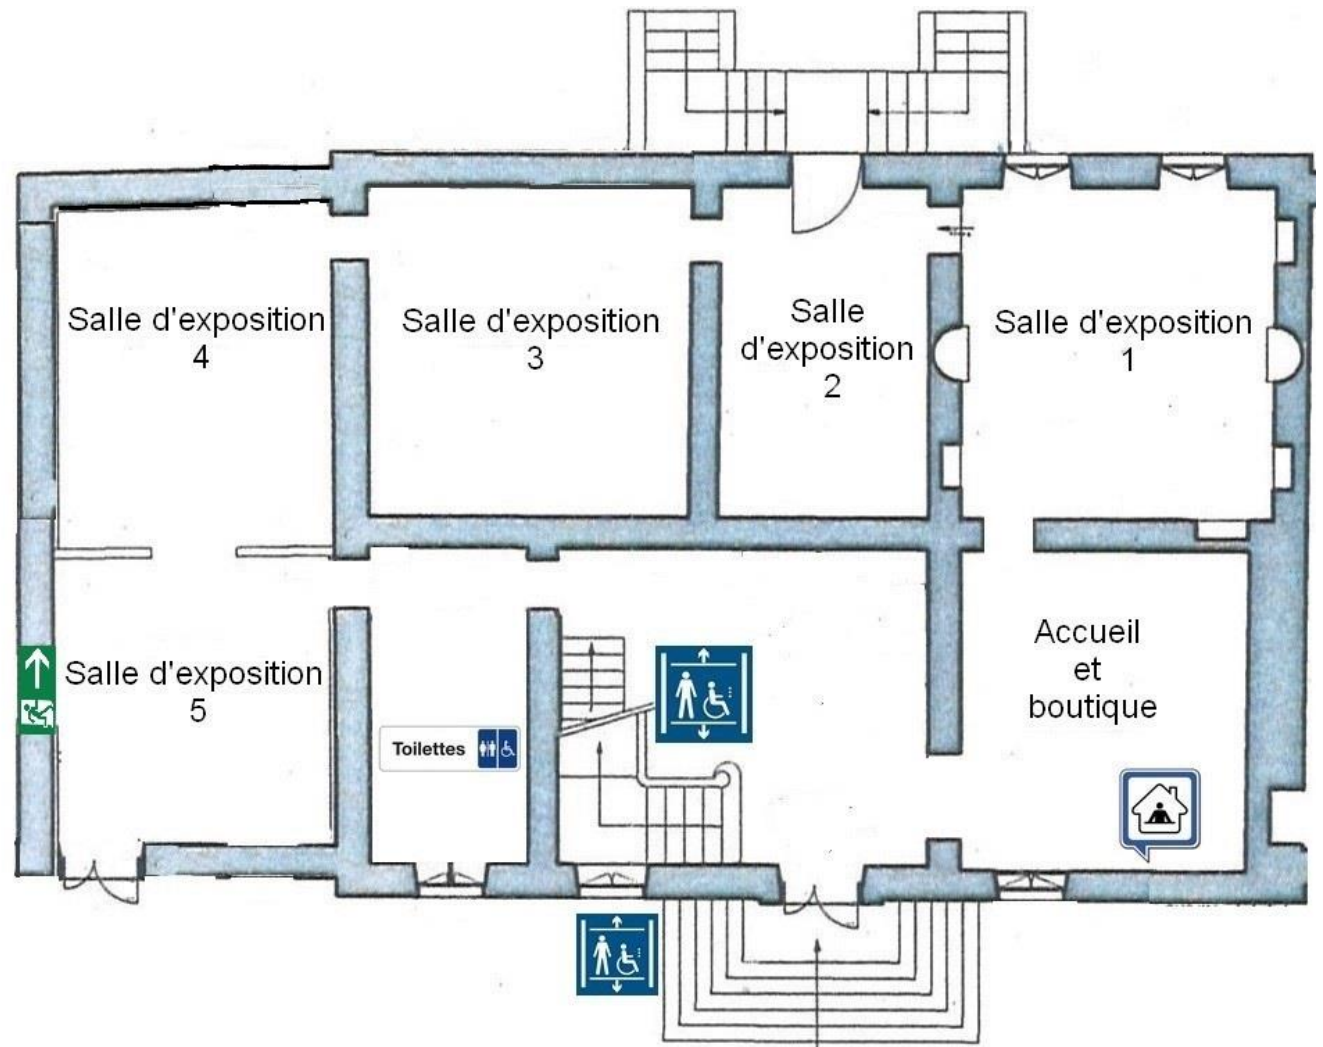 Salle d'exposition
4
Salle d'exposition
3
Salle
d'exposition
2
Salle d'exposition
1
Salle d'exposition
5
Toilettes
Accueil
et
boutique